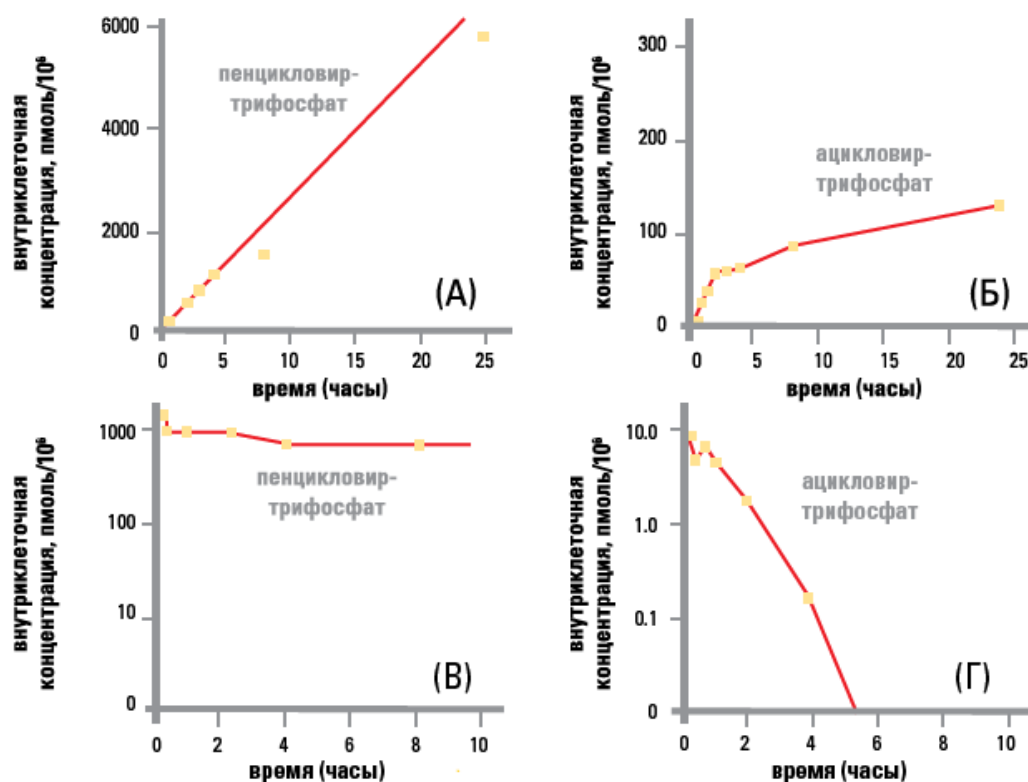 внутриклеточная
концентрация, пмоль/10⁶
6000
4000
2000
0
пенцикловир-
трифосфат
(А)
0 5 10 15 20 25
время (часы)
внутриклеточная
концентрация, пмоль/10⁶
300
200
100
0
ацикловир-
трифосфат
(Б)
0 5 10 15 20 25
время (часы)
внутриклеточная
концентрация, пмоль/10⁶
1000
100
10
0
пенцикловир-
трифосфат
(В)
0 2 4 6 8 10
время (часы)
внутриклеточная
концентрация, пмоль/10⁶
10.0
1.0
0.1
0
ацикловир-
трифосфат
(Г)
0 2 4 6 8 10
время (часы)